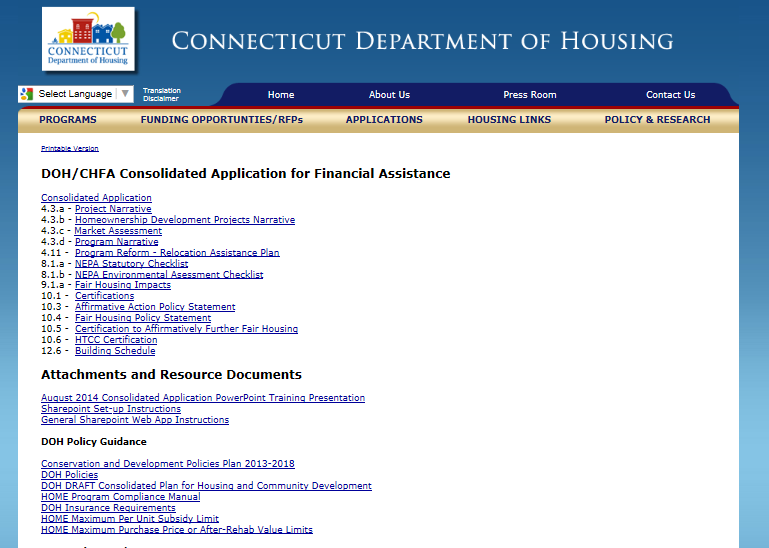 CONNECTICUT
Department of Housing
CONNECTICUT DEPARTMENT OF HOUSING
Select Language ▼
Translation
Disclaimer
Home
About Us
Press Room
Contact Us
PROGRAMS
FUNDING OPPORTUNTIES/RFPs
APPLICATIONS
HOUSING LINKS
POLICY & RESEARCH
Printable Version
DOH/CHFA Consolidated Application for Financial Assistance
Consolidated Application
4.3.a - Project Narrative
4.3.b - Homeownership Development Projects Narrative
4.3.c - Market Assessment
4.3.d - Program Narrative
4.11 - Program Reform - Relocation Assistance Plan
8.1.a - NEPA Statutory Checklist
8.1.b - NEPA Environmental Asessment Checklist
9.1.a - Fair Housing Impacts
10.1 - Certifications
10.3 - Affirmative Action Policy Statement
10.4 - Fair Housing Policy Statement
10.5 - Certification to Affirmatively Further Fair Housing
10.6 - HTCC Certification
12.6 - Building Schedule
Attachments and Resource Documents
August 2014 Consolidated Application PowerPoint Training Presentation
Sharepoint Set-up Instructions
General Sharepoint Web App Instructions
DOH Policy Guidance
Conservation and Development Policies Plan 2013-2018
DOH Policies
DOH DRAFT Consolidated Plan for Housing and Community Development
HOME Program Compliance Manual
DOH Insurance Requirements
HOME Maximum Per Unit Subsidy Limit
HOME Maximum Purchase Price or After-Rehab Value Limits